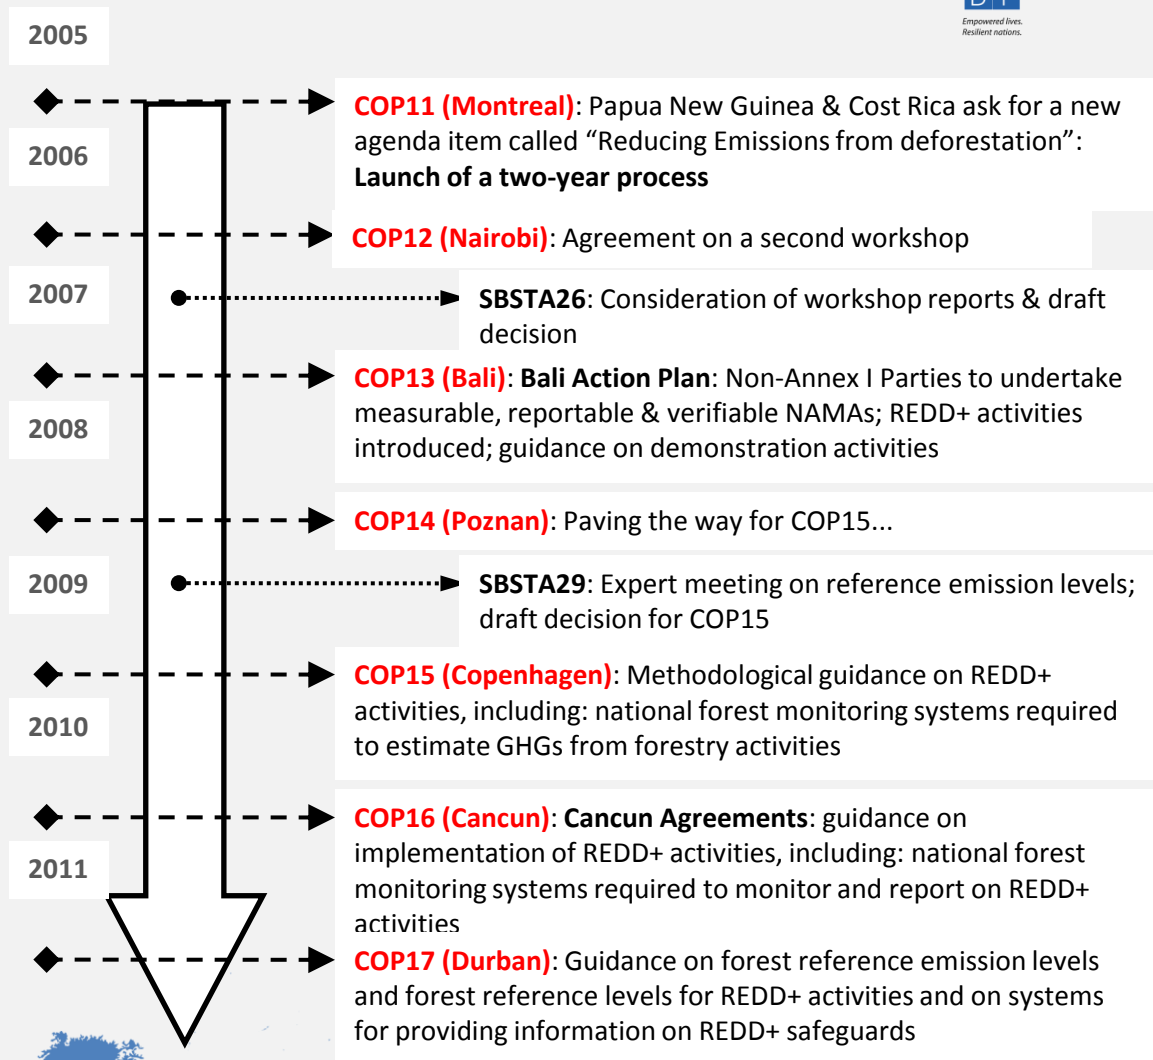 D P
Empowered lives.
Resilient nations.
2005
COP11 (Montreal): Papua New Guinea & Cost Rica ask for a new
agenda item called “Reducing Emissions from deforestation”:
Launch of a two-year process
2006
COP12 (Nairobi): Agreement on a second workshop
2007
SBSTA26: Consideration of workshop reports & draft
decision
COP13 (Bali): Bali Action Plan: Non-Annex I Parties to undertake
measurable, reportable & verifiable NAMAs; REDD+ activities
introduced; guidance on demonstration activities
2008
COP14 (Poznan): Paving the way for COP15...
2009
SBSTA29: Expert meeting on reference emission levels;
draft decision for COP15
COP15 (Copenhagen): Methodological guidance on REDD+
activities, including: national forest monitoring systems required
to estimate GHGs from forestry activities
2010
COP16 (Cancun): Cancun Agreements: guidance on
implementation of REDD+ activities, including: national forest
monitoring systems required to monitor and report on REDD+
activities
2011
COP17 (Durban): Guidance on forest reference emission levels
and forest reference levels for REDD+ activities and on systems
for providing information on REDD+ safeguards